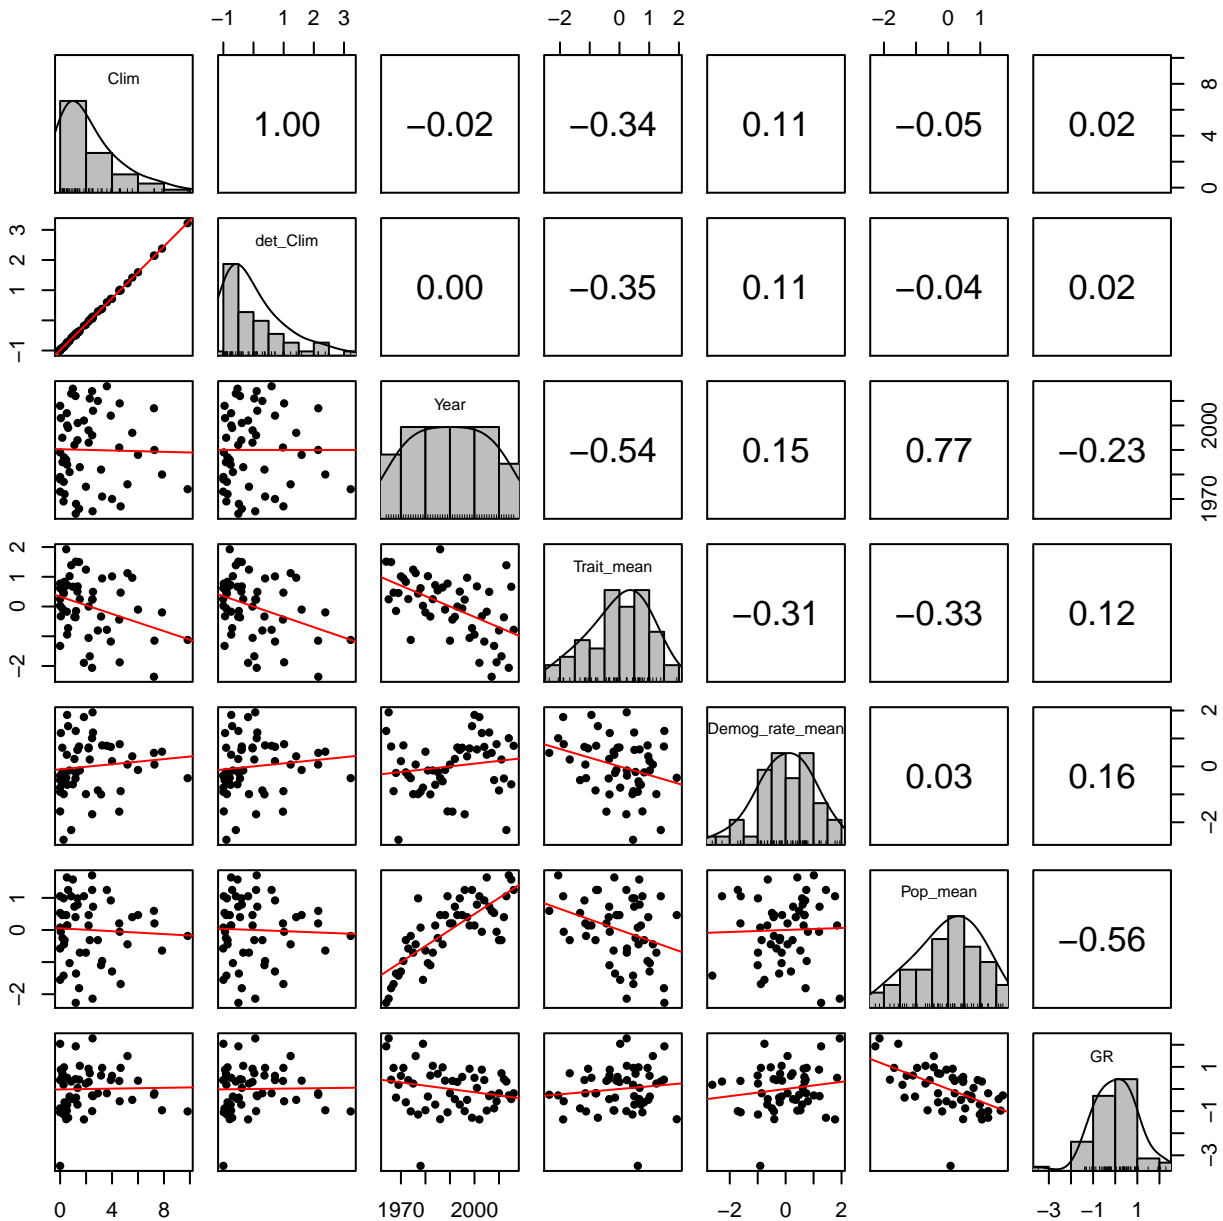 −1 1 2 3 −2 0 1 2 −2 0 1
Clim 1.00 −0.02 −0.34 0.11 −0.05 0.02 0 4 8
−1 1 2 3 det_Clim 0.00 −0.35 0.11 −0.04 0.02
Year −0.54 0.15 0.77 −0.23 1970 2000
−2 0 1 2 Trait_mean −0.31 −0.33 0.12
Demog_rate_mean 0.03 0.16 −2 0 2
−2 0 1 Pop_mean −0.56
GR −3 −1 1
0 4 8 1970 2000 −2 0 2 −3 −1 1